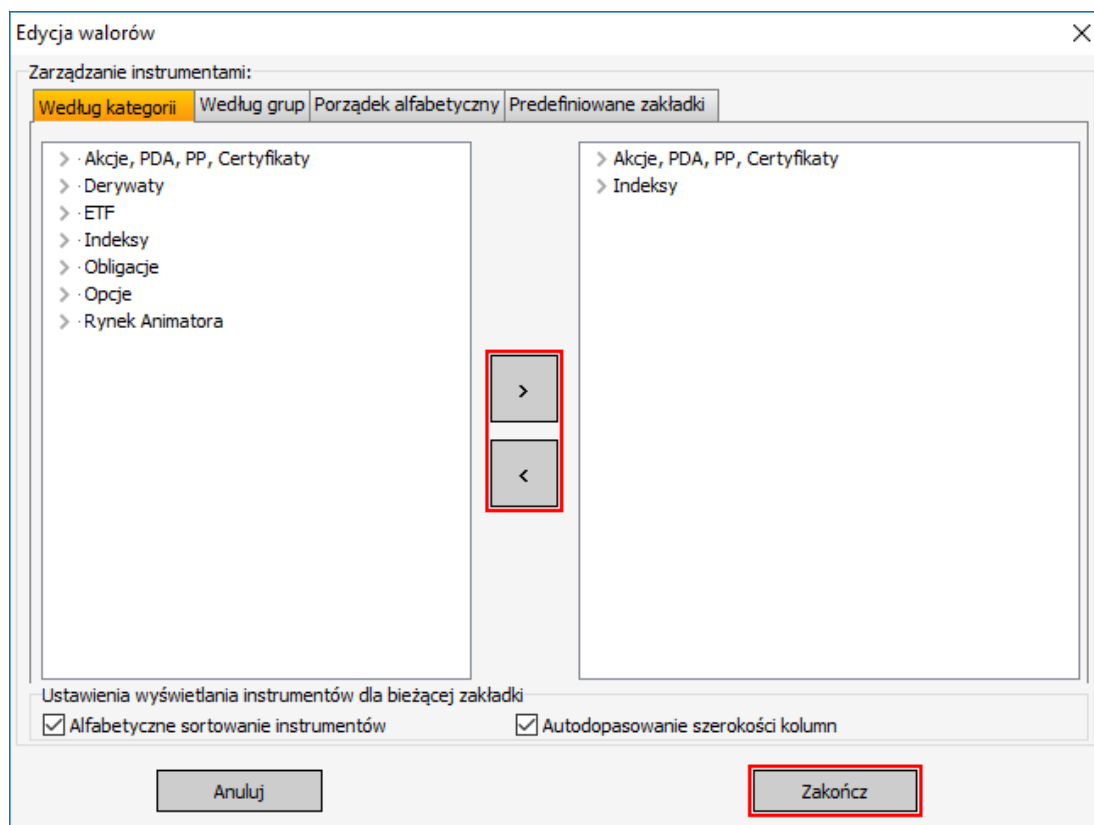 Edycja walorów
Zarządzanie instrumentami:
Według kategorii Według grup Porządek alfabetyczny Predefiniowane zakładki
Akcje, PDA, PP, Certyfikaty
Derywaty
ETF
Indeksy
Obligacje
Opcje
Rynek Animatora
>
<
Akcje, PDA, PP, Certyfikaty
Indeksy
Ustawienia wyświetlania instrumentów dla bieżącej zakładki
Alfabetyczne sortowanie instrumentów Autodopasowanie szerokości kolumn
Anuluj Zakończ